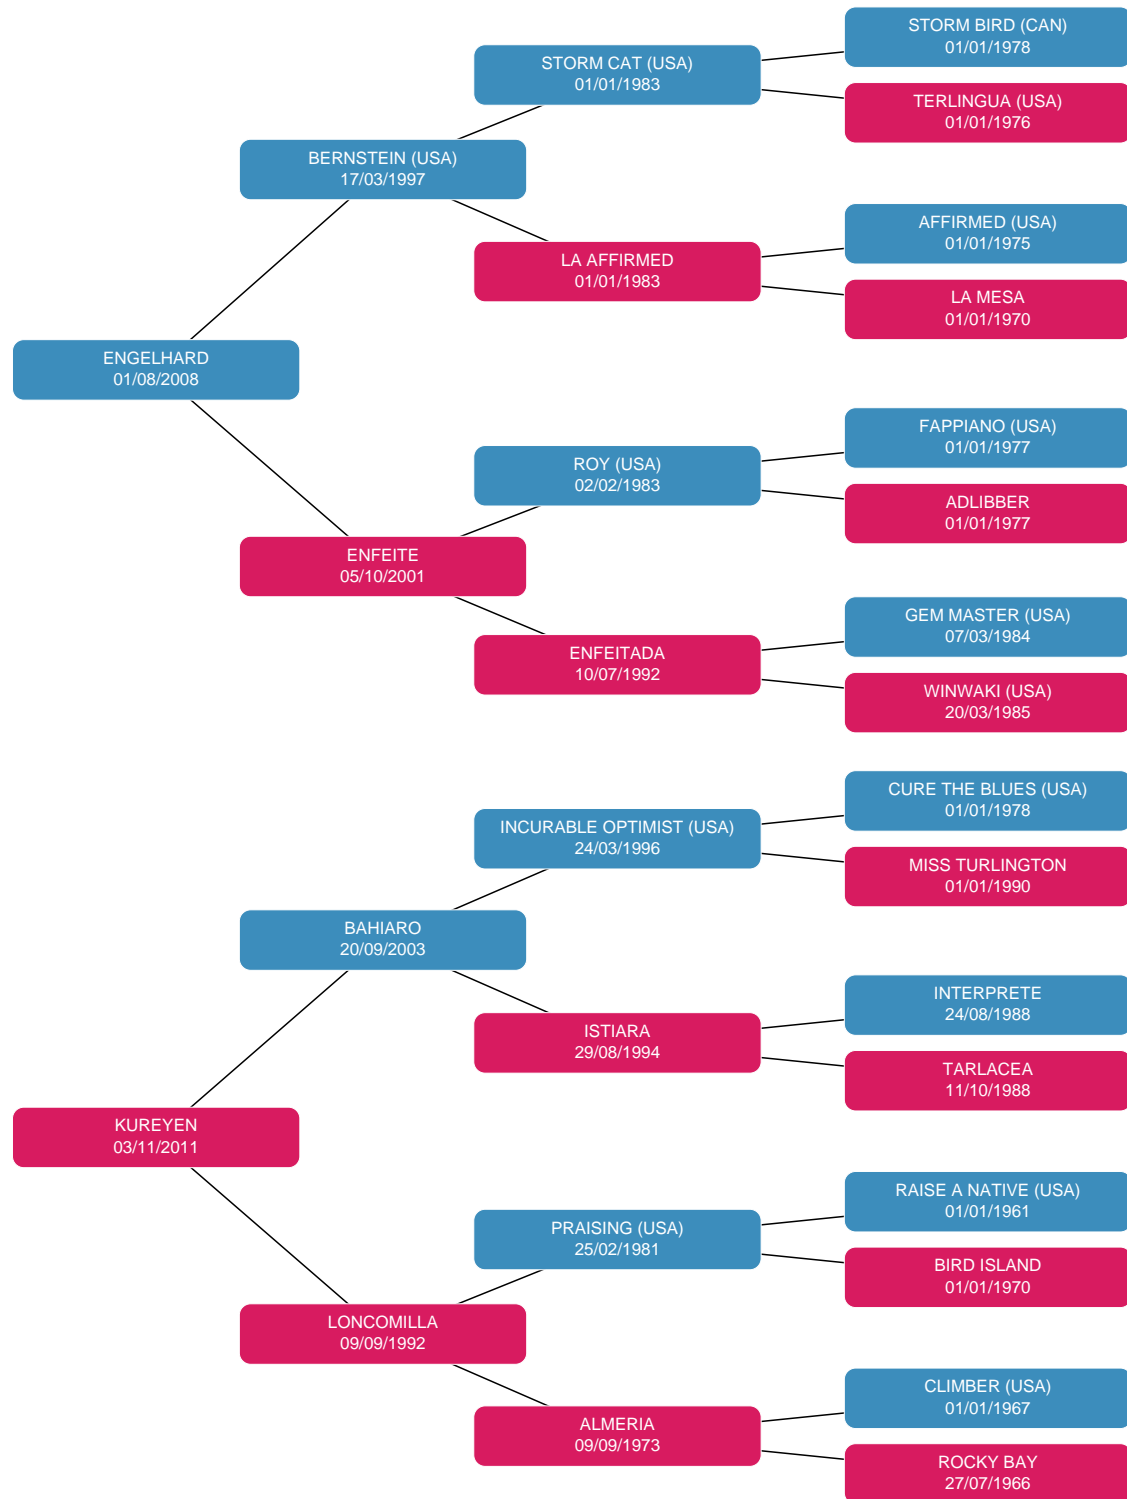 STORM BIRD (CAN)
01/01/1978
STORM CAT (USA)
01/01/1983
TERLINGUA (USA)
01/01/1976
BERNSTEIN (USA)
17/03/1997
AFFIRMED (USA)
01/01/1975
LA AFFIRMED
01/01/1983
LA MESA
01/01/1970
ENGELHARD
01/08/2008
FAPPIANO (USA)
01/01/1977
ROY (USA)
02/02/1983
ADLIBBER
01/01/1977
ENFEITE
05/10/2001
GEM MASTER (USA)
07/03/1984
ENFEITADA
10/07/1992
WINWAKI (USA)
20/03/1985
CURE THE BLUES (USA)
01/01/1978
INCURABLE OPTIMIST (USA)
24/03/1996
MISS TURLINGTON
01/01/1990
BAHIARO
20/09/2003
INTERPRETE
24/08/1988
ISTIARA
29/08/1994
TARLACEA
11/10/1988
KUREYEN
03/11/2011
RAISE A NATIVE (USA)
01/01/1961
PRAISING (USA)
25/02/1981
BIRD ISLAND
01/01/1970
LONCOMILLA
09/09/1992
CLIMBER (USA)
01/01/1967
ALMERIA
09/09/1973
ROCKY BAY
27/07/1966